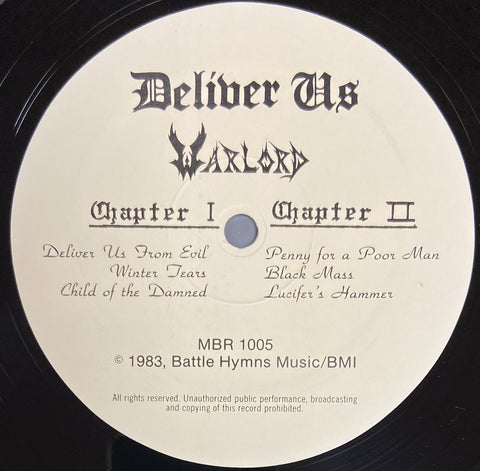 Deliver Us
Warlord
Chapter I
Deliver Us From Evil
Winter Tears
Child of the Damned
Chapter II
Penny for a Poor Man
Black Mass
Lucifer's Hammer
MBR 1005
© 1983, Battle Hymns Music/BMI
All rights reserved. Unauthorized public performance, broadcasting
and copying of this record prohibited.